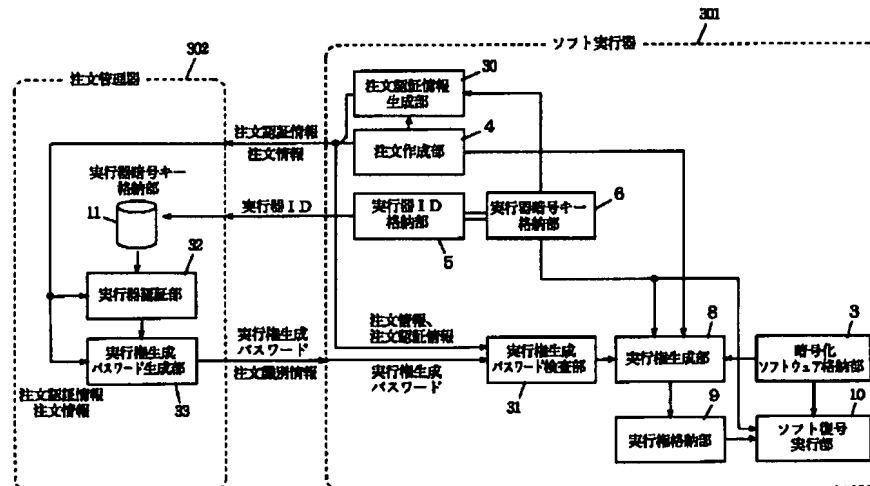 302
301
注文管理器
ソフト実行器
30
注文認証情報
生成部
4
注文認証情報
注文情報
注文作成部
実行器暗号キー
格納部
11
実行器ID
実行器ID
格納部
5
実行器暗号キー
格納部
6
32
実行器認証部
実行権生成
パスワード生成部
33
注文認証情報
注文情報
実行権生成
パスワード
注文識別情報
注文情報、
注文認証情報
実行権生成
パスワード
実行権生成
パスワード検査部
31
8
実行権生成部
3
暗号化
ソフトウェア格納部
9
実行権格納部
10
ソフト復号
実行部